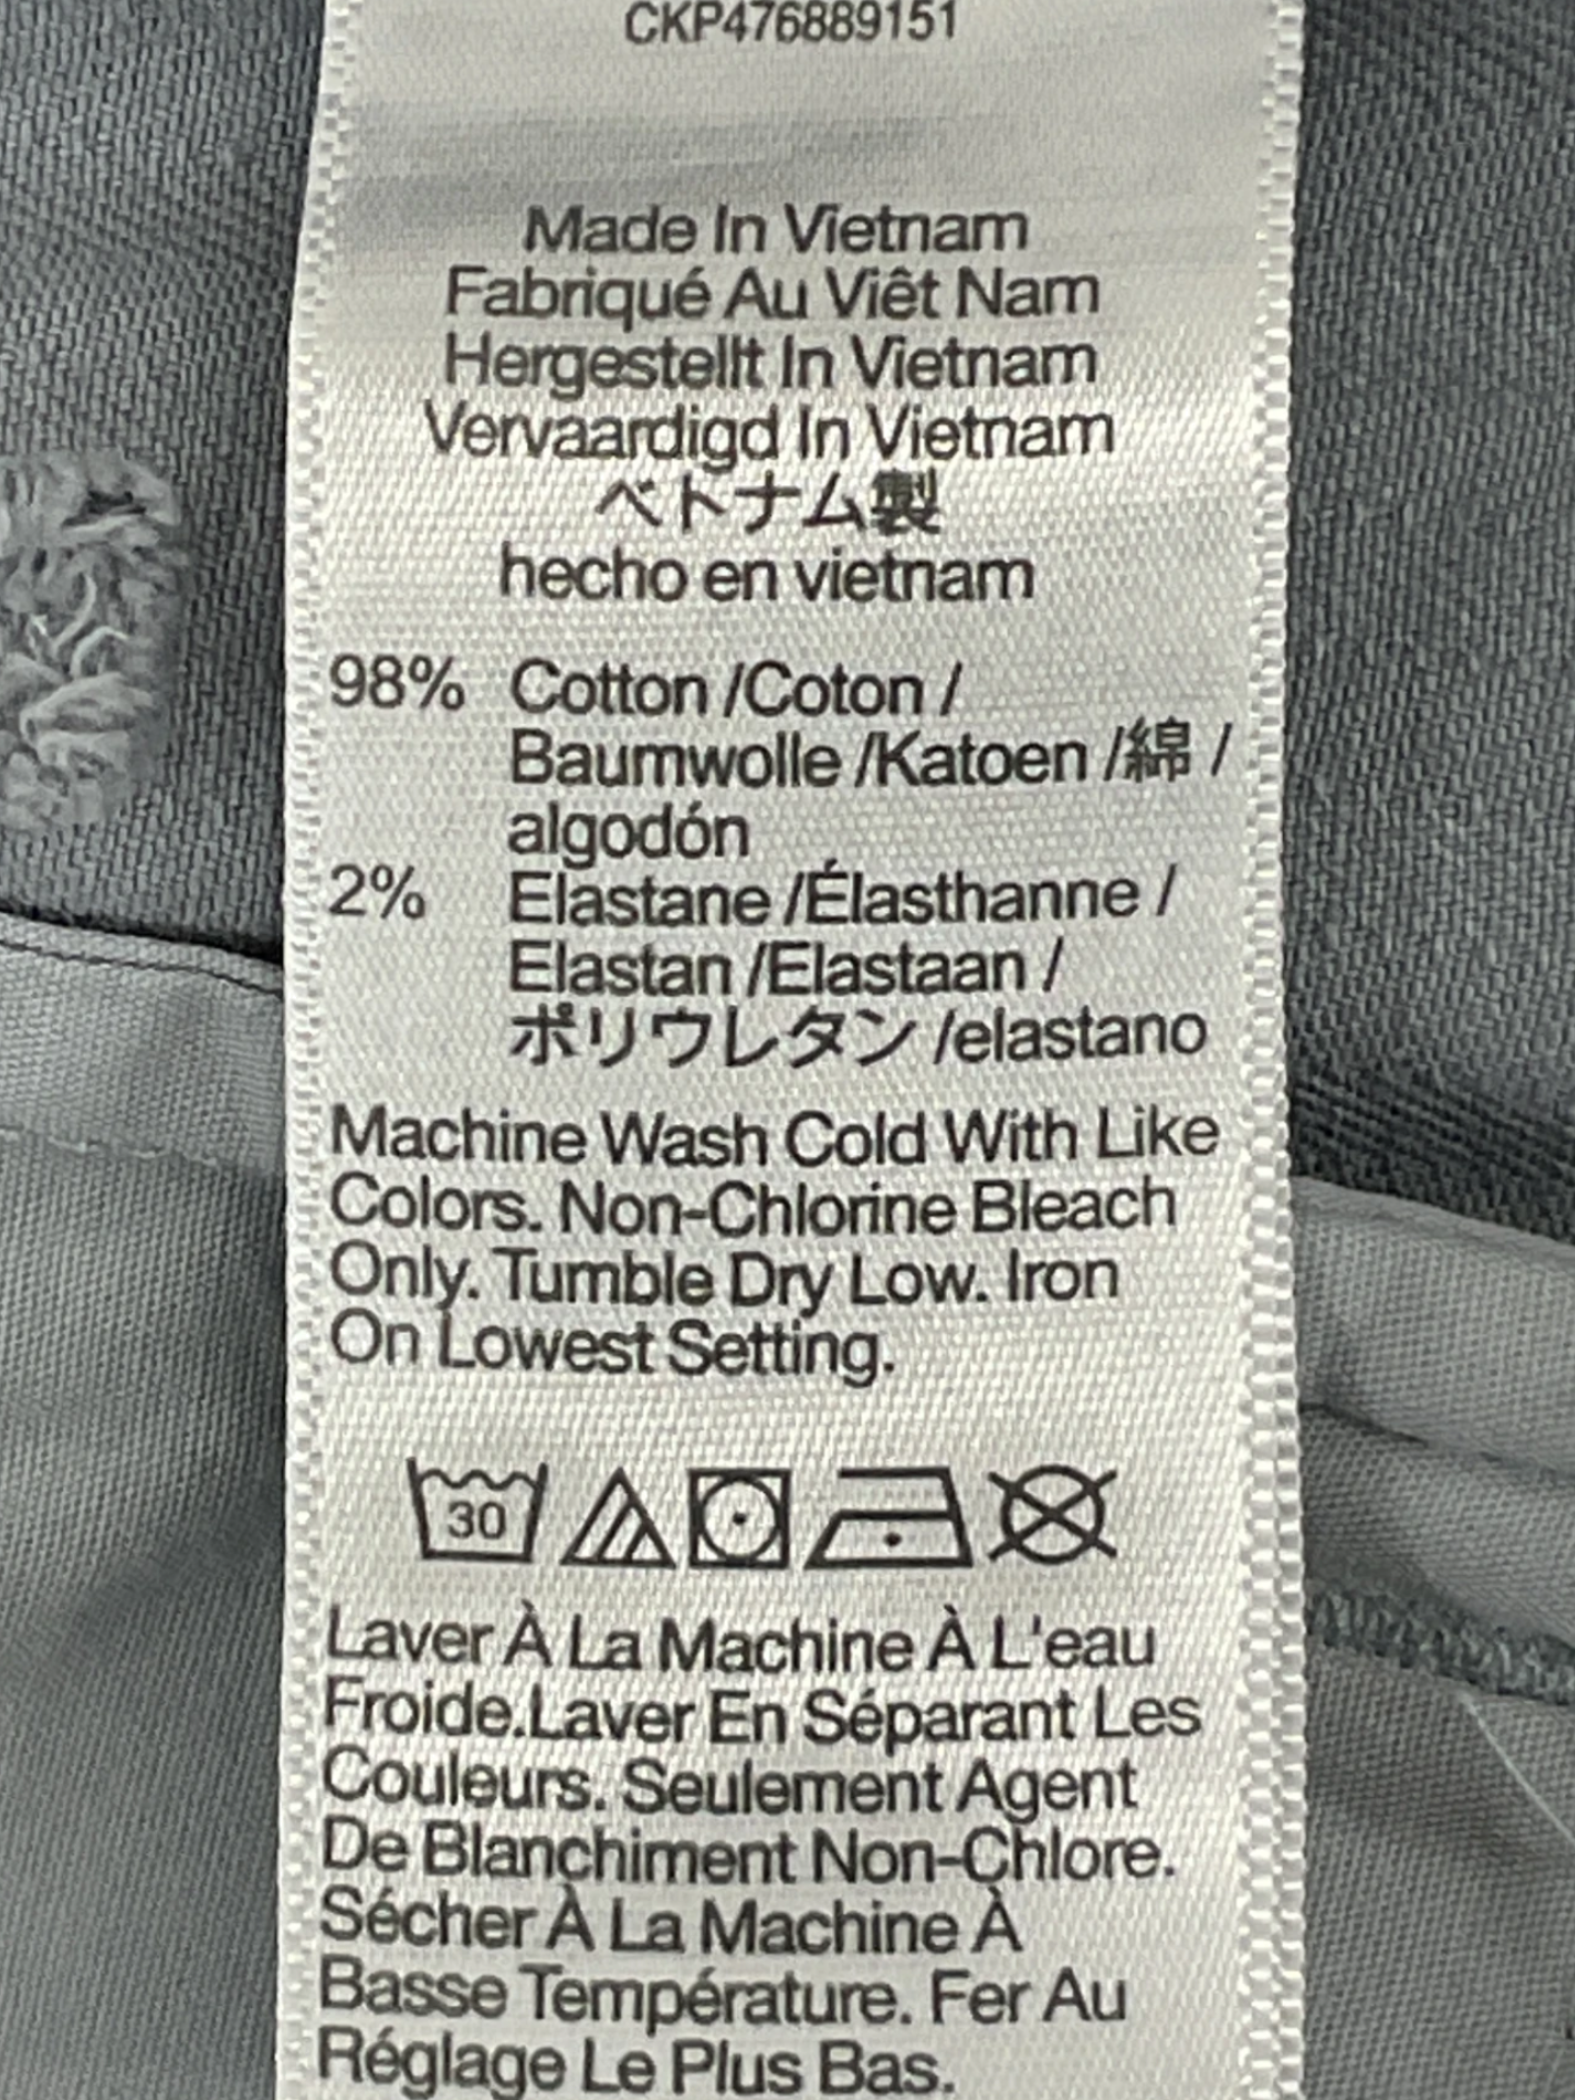 CKP476889151
Made In Vietnam
Fabriqué Au Viêt Nam
Hergestellt In Vietnam
Vervaardigd In Vietnam
ベトナム製
hecho en vietnam
98% Cotton /Coton /
Baumwolle /Katoen /綿 /
algodón
2% Elastane /Élasthanne /
Elastan /Elastaan /
ポリウレタン /elastano
Machine Wash Cold With Like
Colors. Non-Chlorine Bleach
Only. Tumble Dry Low. Iron
On Lowest Setting.
30
Laver À La Machine À L'eau
Froide.Laver En Séparant Les
Couleurs. Seulement Agent
De Blanchiment Non-Chlore.
Sécher À La Machine À
Basse Température. Fer Au
Réglage Le Plus Bas.